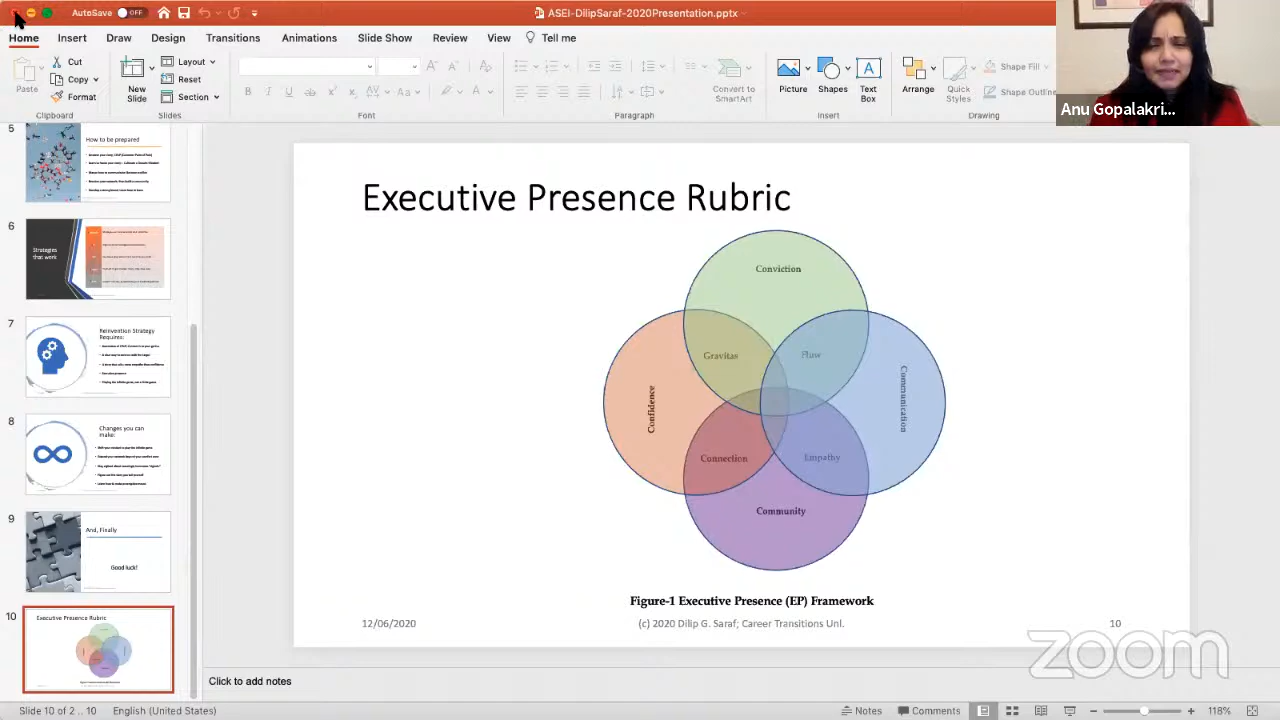 AutoSave OFF ASEI-DilipSaraf-2020Presentation.pptx
Home Insert Draw Design Transitions Animations Slide Show Review View Tell me
Paste Cut Copy Format
Clipboard
New Slide Layout Reset Section
Slides
Font
Paragraph
Convert to SmartArt
Picture Shapes Text Box
Insert
Arrange Quick Styles Shape Fill Shape Outline
Drawing
Anu Gopalakri...
5
How to be prepared
6
Strategies
that work
7
Reinvention Strategy
Requires:
8
Changes you can
make:
9
And, Finally
Good luck!
10
Executive Presence Rubric
Executive Presence Rubric
Conviction
Gravitas
Confidence
Communication
Connection
Empathy
Community
Figure-1 Executive Presence (EP) Framework
12/06/2020 (c) 2020 Dilip G. Saraf; Career Transitions Unl. 10
zoom
Click to add notes
Slide 10 of 2 .. 10 English (United States) Notes Comments 118%